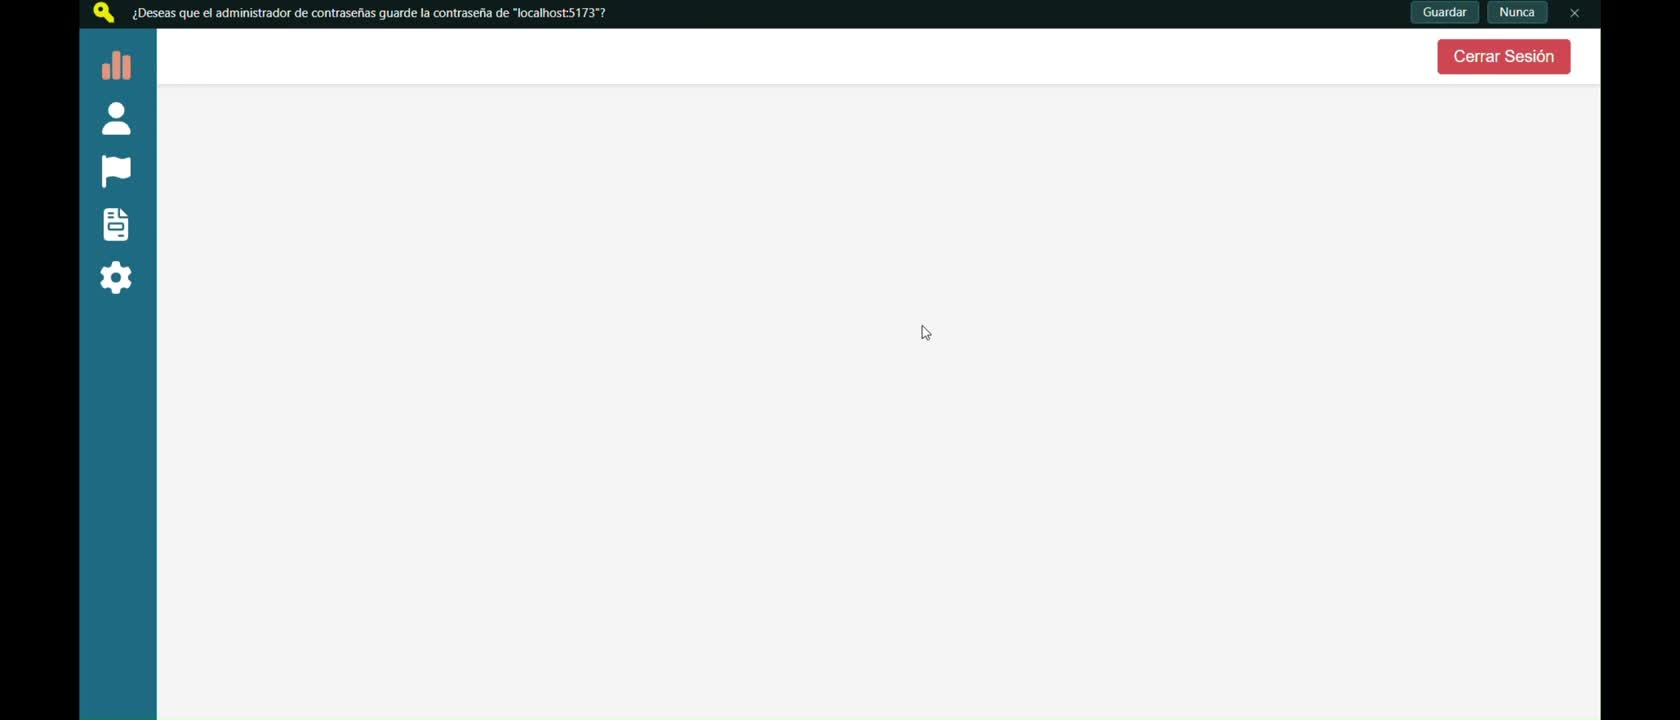 ¿Deseas que el administrador de contraseñas guarde la contraseña de "localhost:5173"?
Guardar
Nunca
Cerrar Sesión